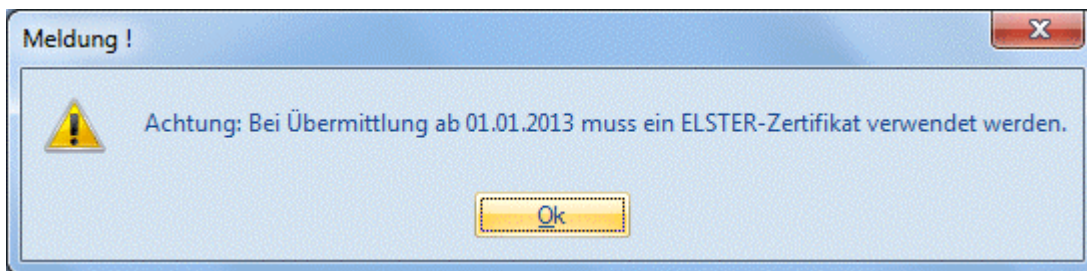 Meldung !
Achtung: Bei Übermittlung ab 01.01.2013 muss ein ELSTER-Zertifikat verwendet werden.
Ok